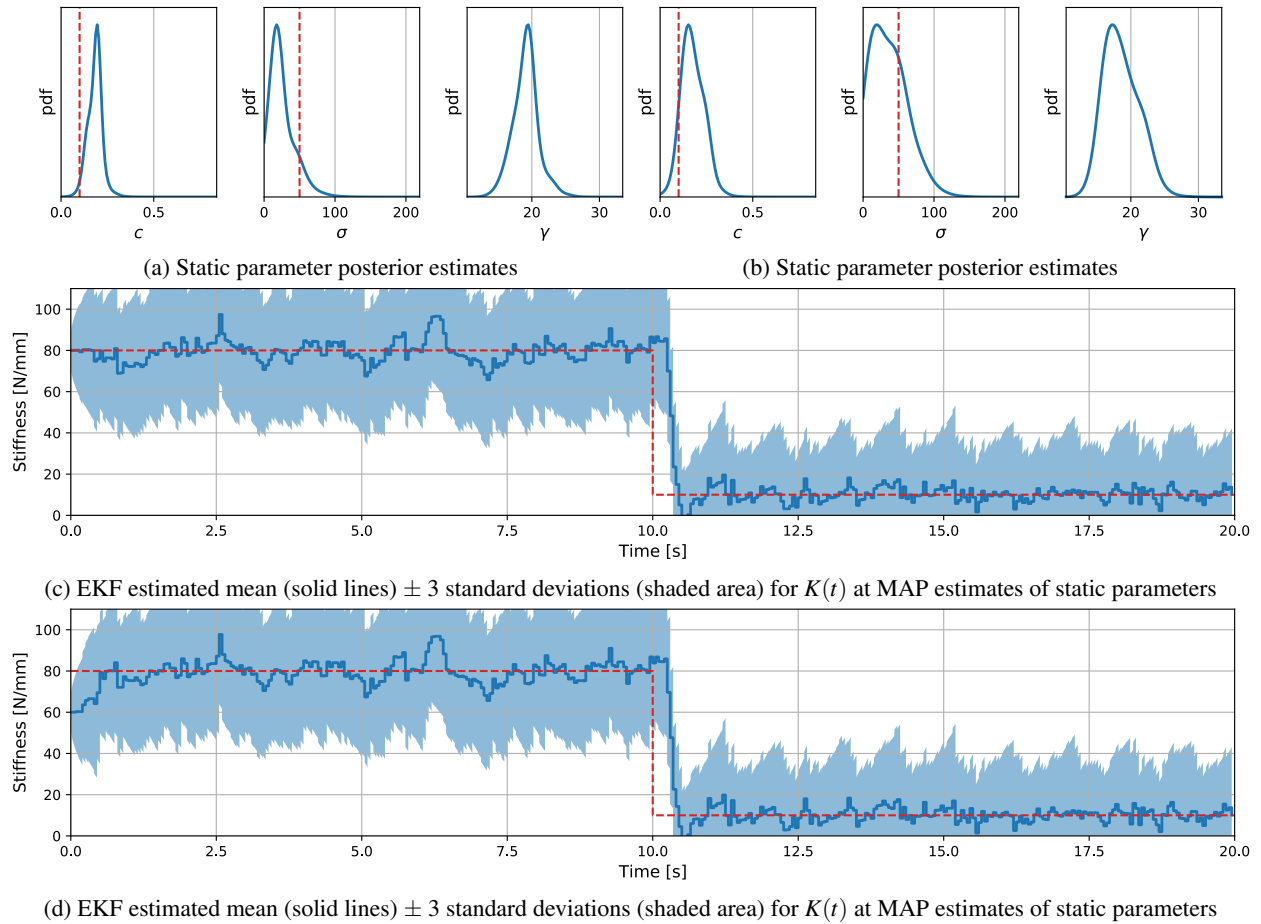 pdf pdf pdf pdf pdf pdf
0.0 0.5 0 100 200 20 30 0.0 0.5 0 100 200 20 30
c σ γ c σ γ
(a) Static parameter posterior estimates (b) Static parameter posterior estimates
Stiffness [N/mm]
100
80
60
40
20
0
0.0 2.5 5.0 7.5 10.0 12.5 15.0 17.5 20.0
Time [s]
(c) EKF estimated mean (solid lines) ± 3 standard deviations (shaded area) for K(t) at MAP estimates of static parameters
Stiffness [N/mm]
100
80
60
40
20
0
0.0 2.5 5.0 7.5 10.0 12.5 15.0 17.5 20.0
Time [s]
(d) EKF estimated mean (solid lines) ± 3 standard deviations (shaded area) for K(t) at MAP estimates of static parameters